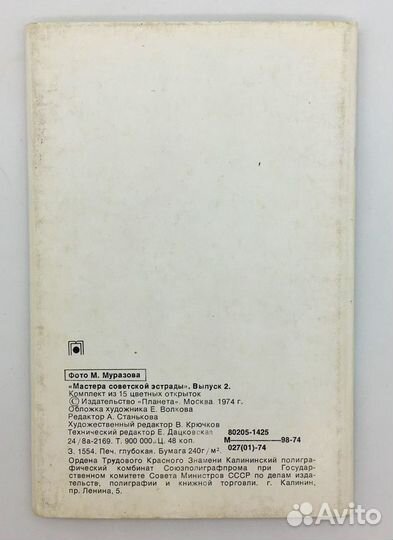 Фото М. Муразова
«Мастера советской эстрады». Выпуск 2.
Комплект из 15 цветных открыток
© Издательство «Планета». Москва 1974 г.
Обложка художника Е. Волкова
Редактор А. Станькова
Художественный редактор В. Крючков
Технический редактор Е. Дацковская
24/8а-2169. Т. 900 000. Ц. 48 коп.
80205-1425
М————98-74
027(01)-74
З. 1554. Печ. глубокая. Бумага 240г/м².
Ордена Трудового Красного Знамени Калининский полигра-
фический комбинат Союзполиграфпрома при Государ-
ственном комитете Совета Министров СССР по делам изда-
тельств, полиграфии и книжной торговли. г. Калинин,
пр. Ленина, 5.
Avito